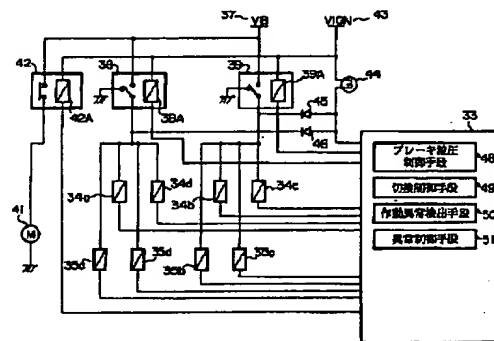 37 VB
VION 43
42
38
39
42A
38A
39A
44
45
46
33
ブレーキ液圧
制御手段 48
切換制御手段 49
作動異常検出手段 50
異常制御手段 51
34a
34d
34b
34c
41
M
35a
35d
35b
35c